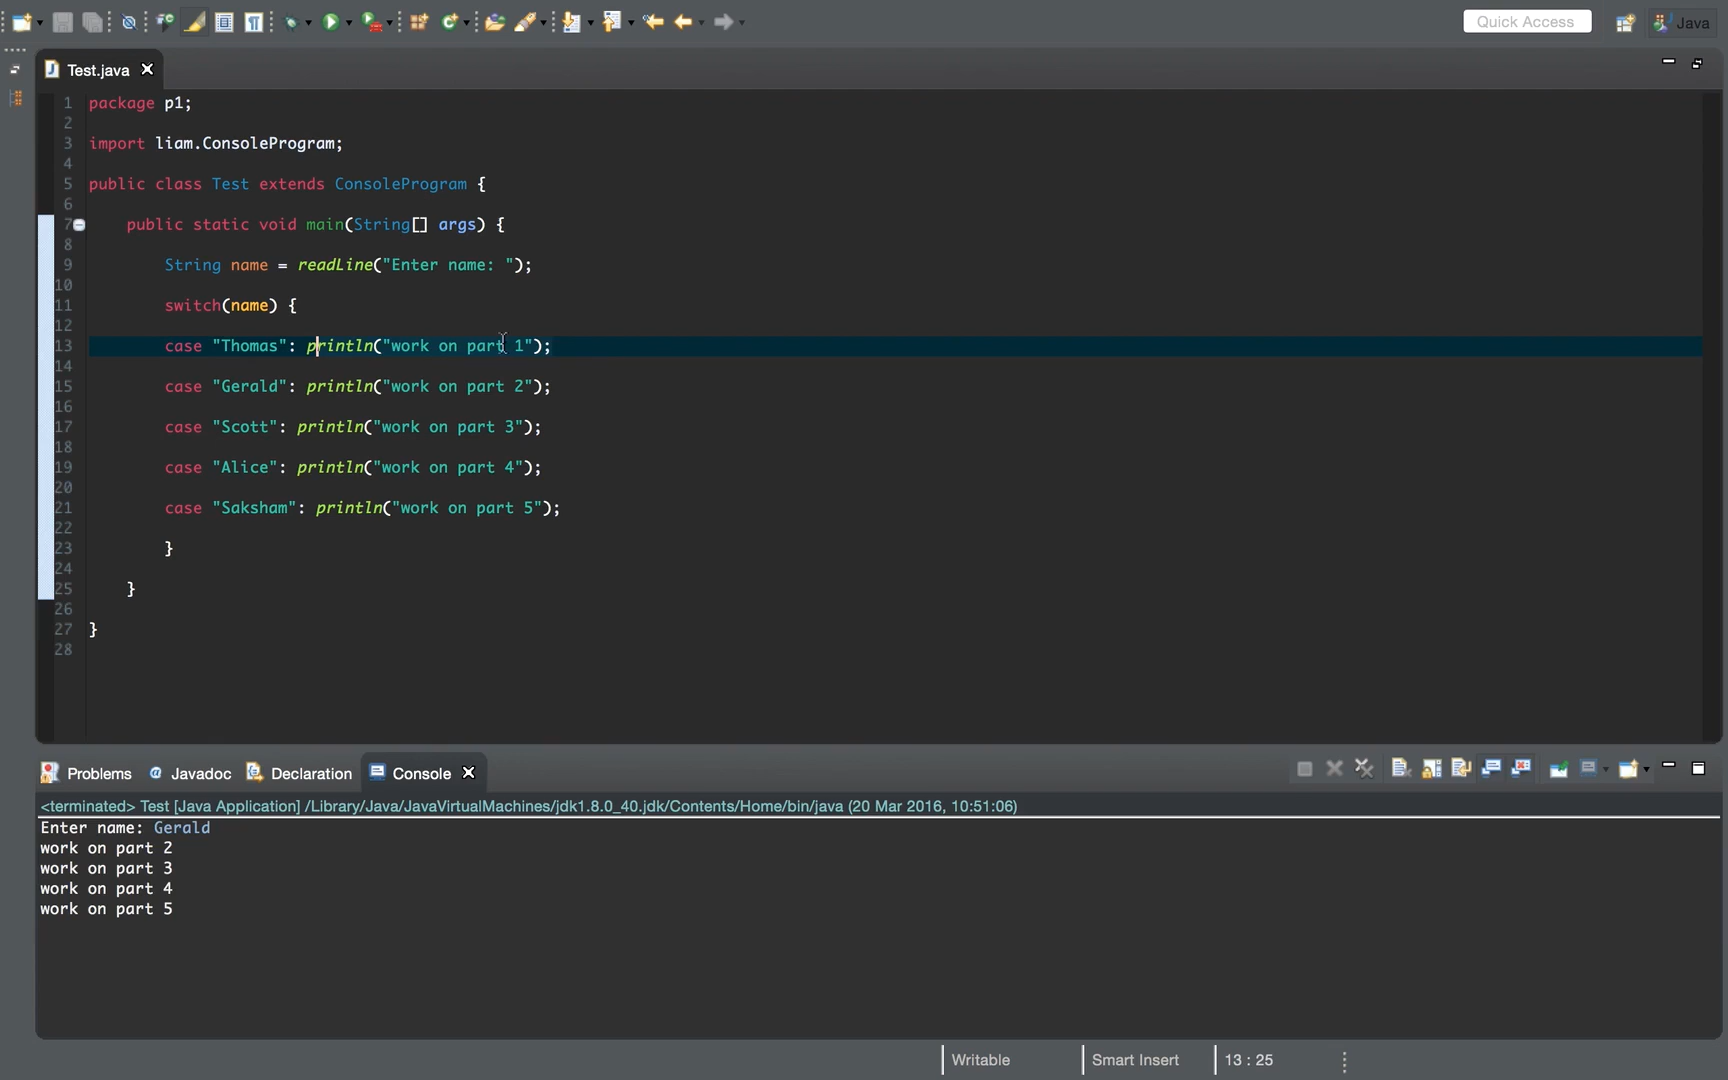 Quick Access
Java
Test.java
1 package p1;
2
3 import liam.ConsoleProgram;
4
5 public class Test extends ConsoleProgram {
6
7 public static void main(String[] args) {
8
9 String name = readLine("Enter name: ");
10
11 switch(name) {
12
13 case "Thomas": println("work on part 1");
14
15 case "Gerald": println("work on part 2");
16
17 case "Scott": println("work on part 3");
18
19 case "Alice": println("work on part 4");
20
21 case "Saksham": println("work on part 5");
22
23 }
24
25 }
26
27 }
28
Problems @ Javadoc Declaration Console
<terminated> Test [Java Application] /Library/Java/JavaVirtualMachines/jdk1.8.0_40.jdk/Contents/Home/bin/java (20 Mar 2016, 10:51:06)
Enter name: Gerald
work on part 2
work on part 3
work on part 4
work on part 5
Writable Smart Insert 13 : 25